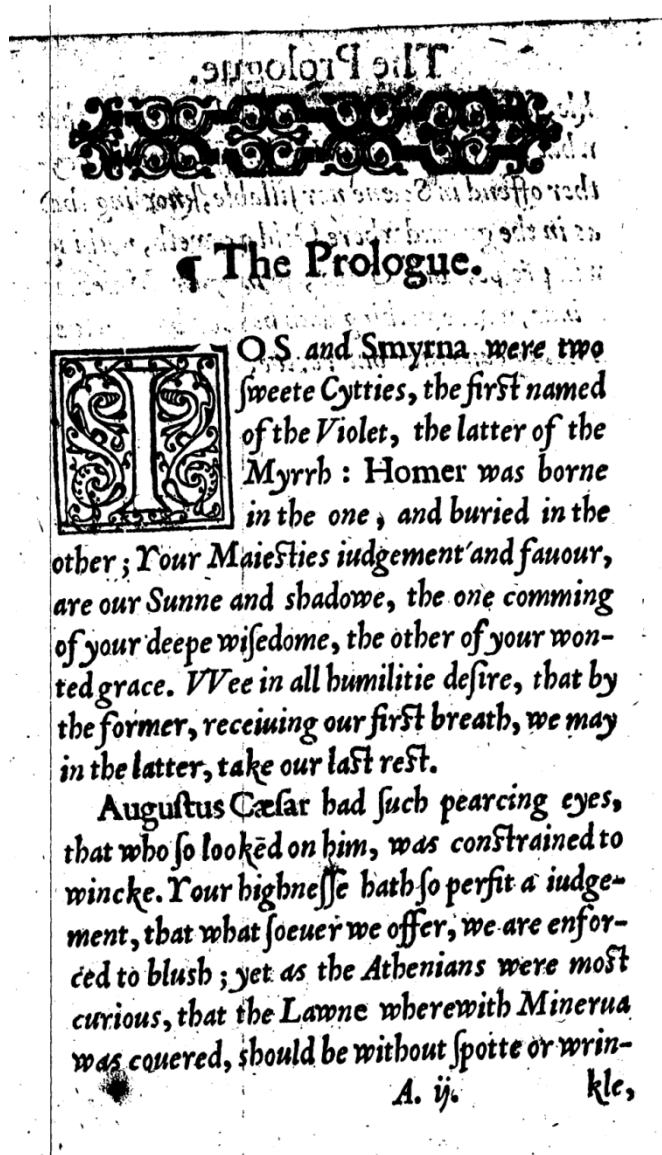 The Prologue.
¶ The Prologue.
IOS and Smyrna were two
ſweete Cytties, the firſt named
of the Violet, the latter of the
Myrrh : Homer was borne
in the one, and buried in the
other ; Your Maieſties iudgement and fauour,
are our Sunne and shadowe, the one comming
of your deepe wiſedome, the other of your won-
ted grace. VVee in all humilitie deſire, that by
the former, receiuing our firſt breath, we may
in the latter, take our laſt reſt.
Auguſtus Cæſar had ſuch pearcing eyes,
that who ſo looked on him, was conſtrained to
wincke. Your highneſſe hath ſo perfit a iudge-
ment, that what ſoeuer we offer, we are enfor-
ced to blush ; yet as the Athenians were moſt
curious, that the Lawne wherewith Minerua
was couered, should be without ſpotte or wrin-
A. ij. kle,